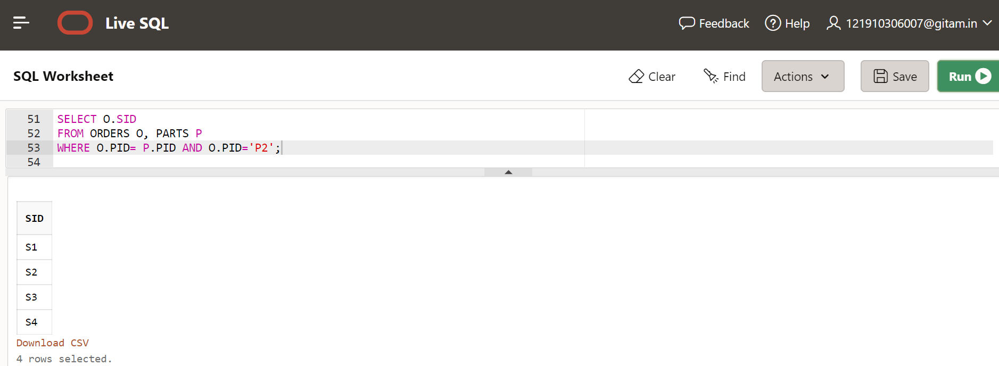 Live SQL
Feedback
Help
121910306007@gitam.in
SQL Worksheet
Clear
Find
Actions
Save
Run
51 SELECT O.SID
52 FROM ORDERS O, PARTS P
53 WHERE O.PID= P.PID AND O.PID='P2';
54
SID
S1
S2
S3
S4
Download CSV
4 rows selected.